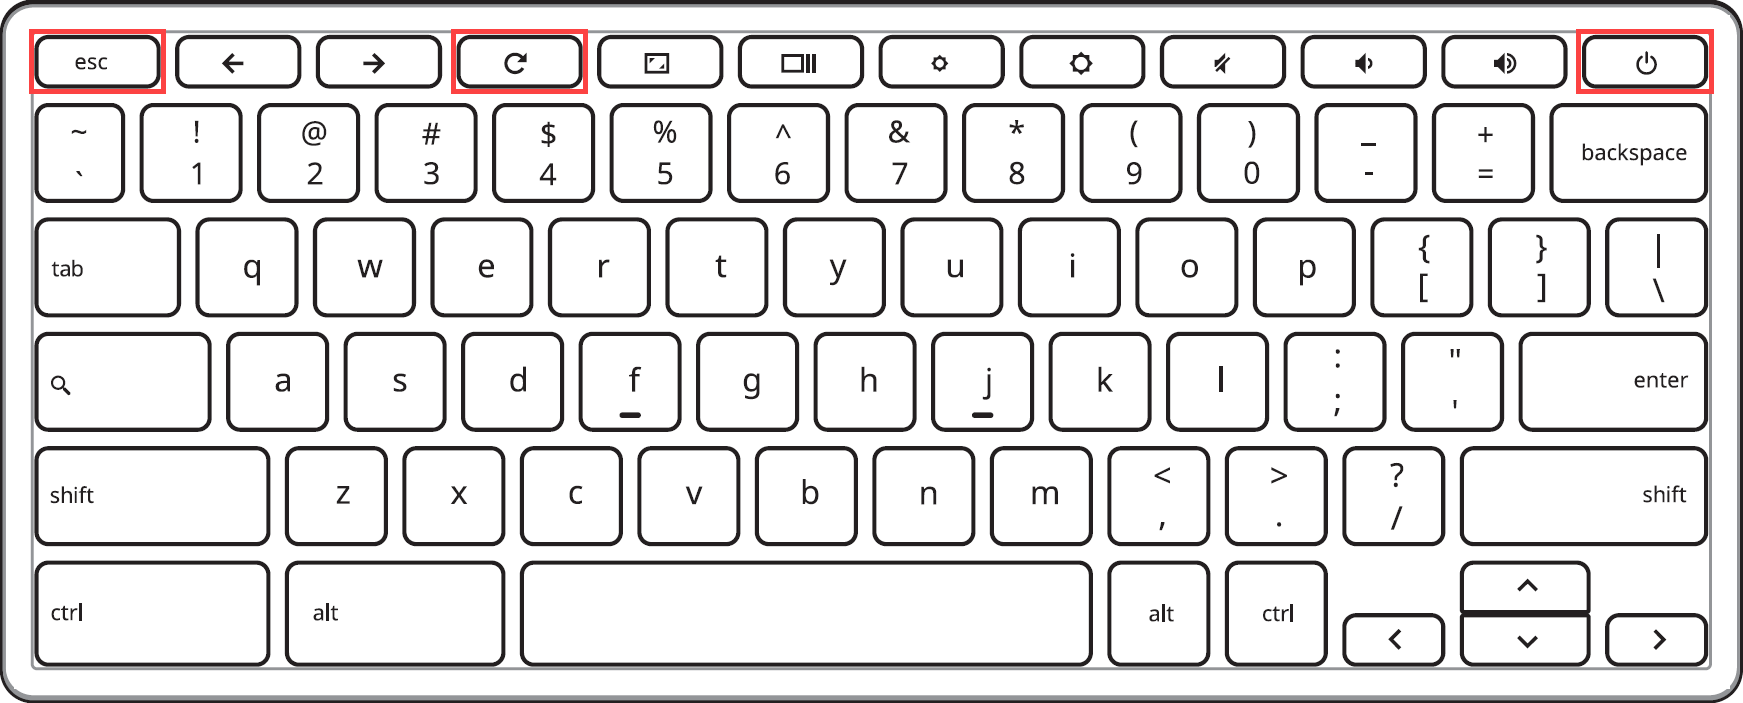 esc
~ ! @ # $ % ^ & * ( ) _ +
` 1 2 3 4 5 6 7 8 9 0 - = backspace
tab q w e r t y u i o p { } |
[ ] \
a s d f g h j k l : " enter
; '
shift z x c v b n m < > ? shift
, . /
ctrl alt alt ctrl